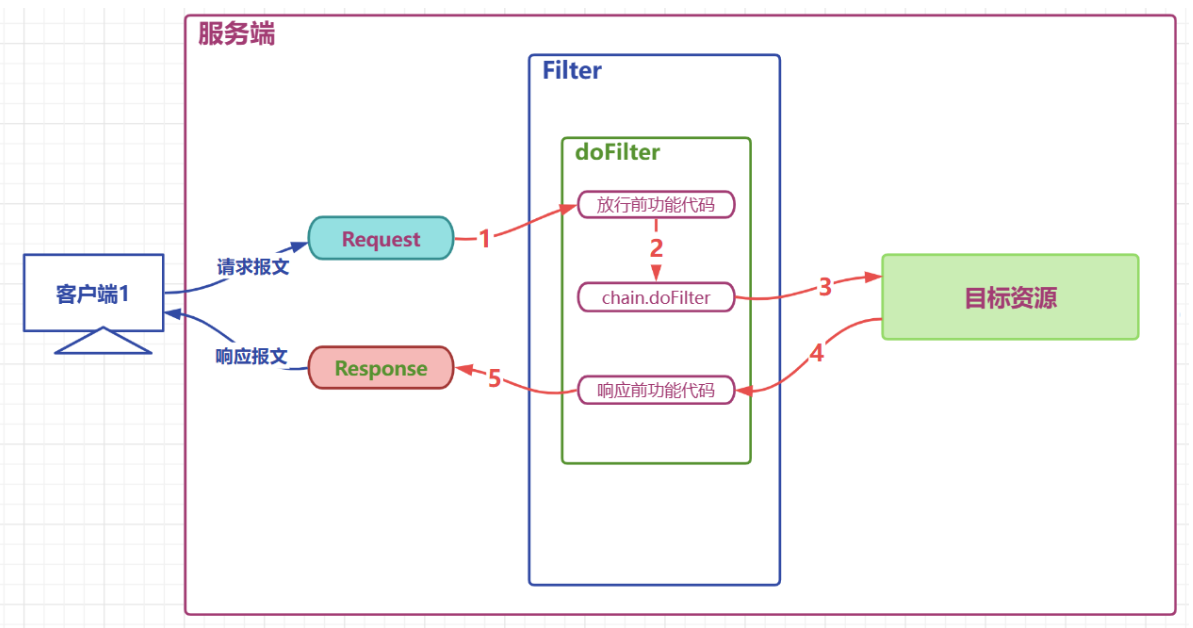 服务端
Filter
doFilter
放行前功能代码
Request
1
2
请求报文
客户端1
chain.doFilter
3
目标资源
响应报文
Response
4
5
响应前功能代码